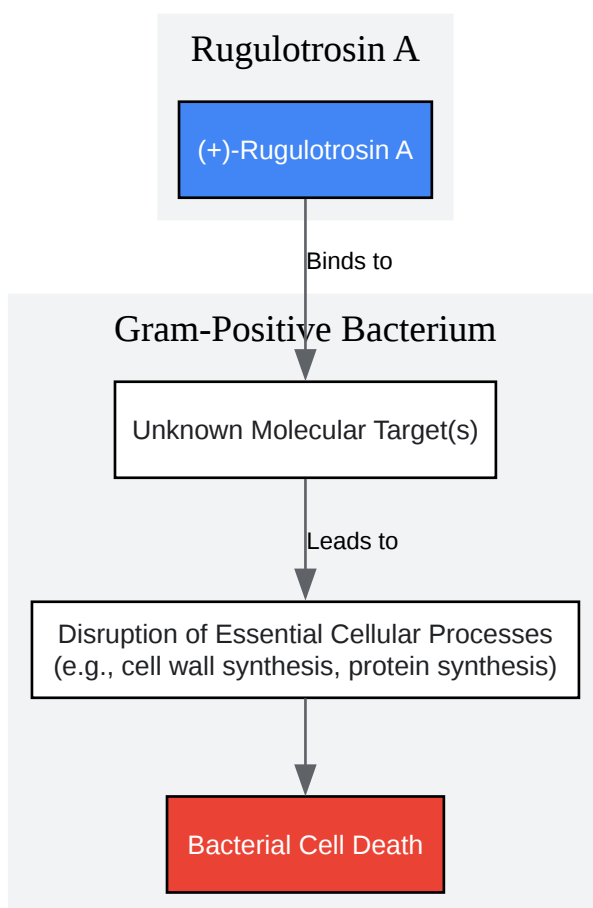 Rugulotrosin A
(+)-Rugulotrosin A
Binds to
Gram-Positive Bacterium
Unknown Molecular Target(s)
Leads to
Disruption of Essential Cellular Processes
(e.g., cell wall synthesis, protein synthesis)
Bacterial Cell Death